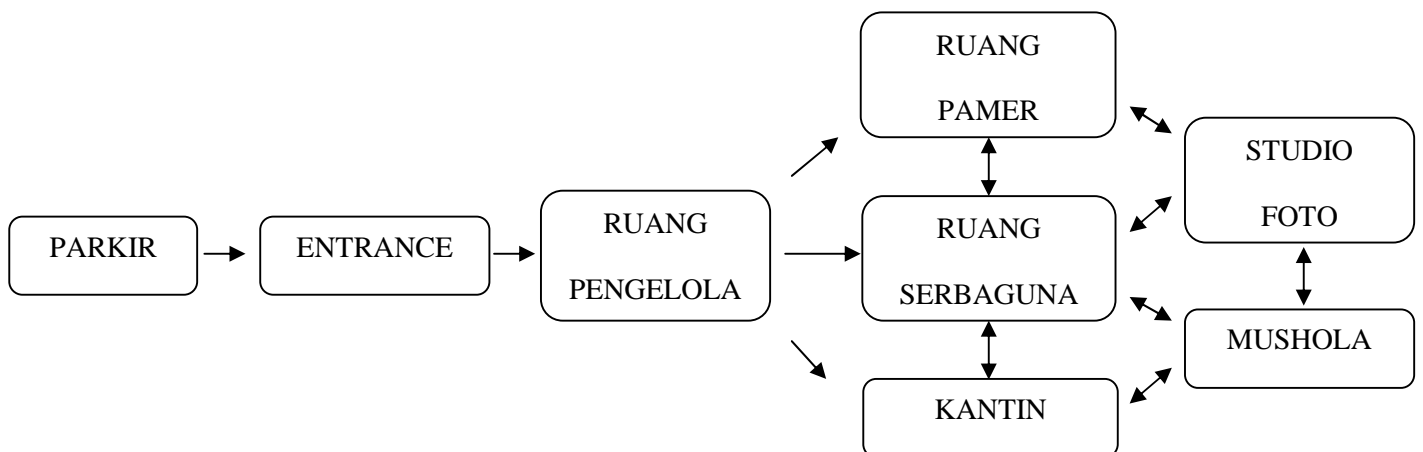 PARKIR
ENTRANCE
RUANG
PENGELOLA
RUANG
PAMER
RUANG
SERBAGUNA
KANTIN
STUDIO
FOTO
MUSHOLA